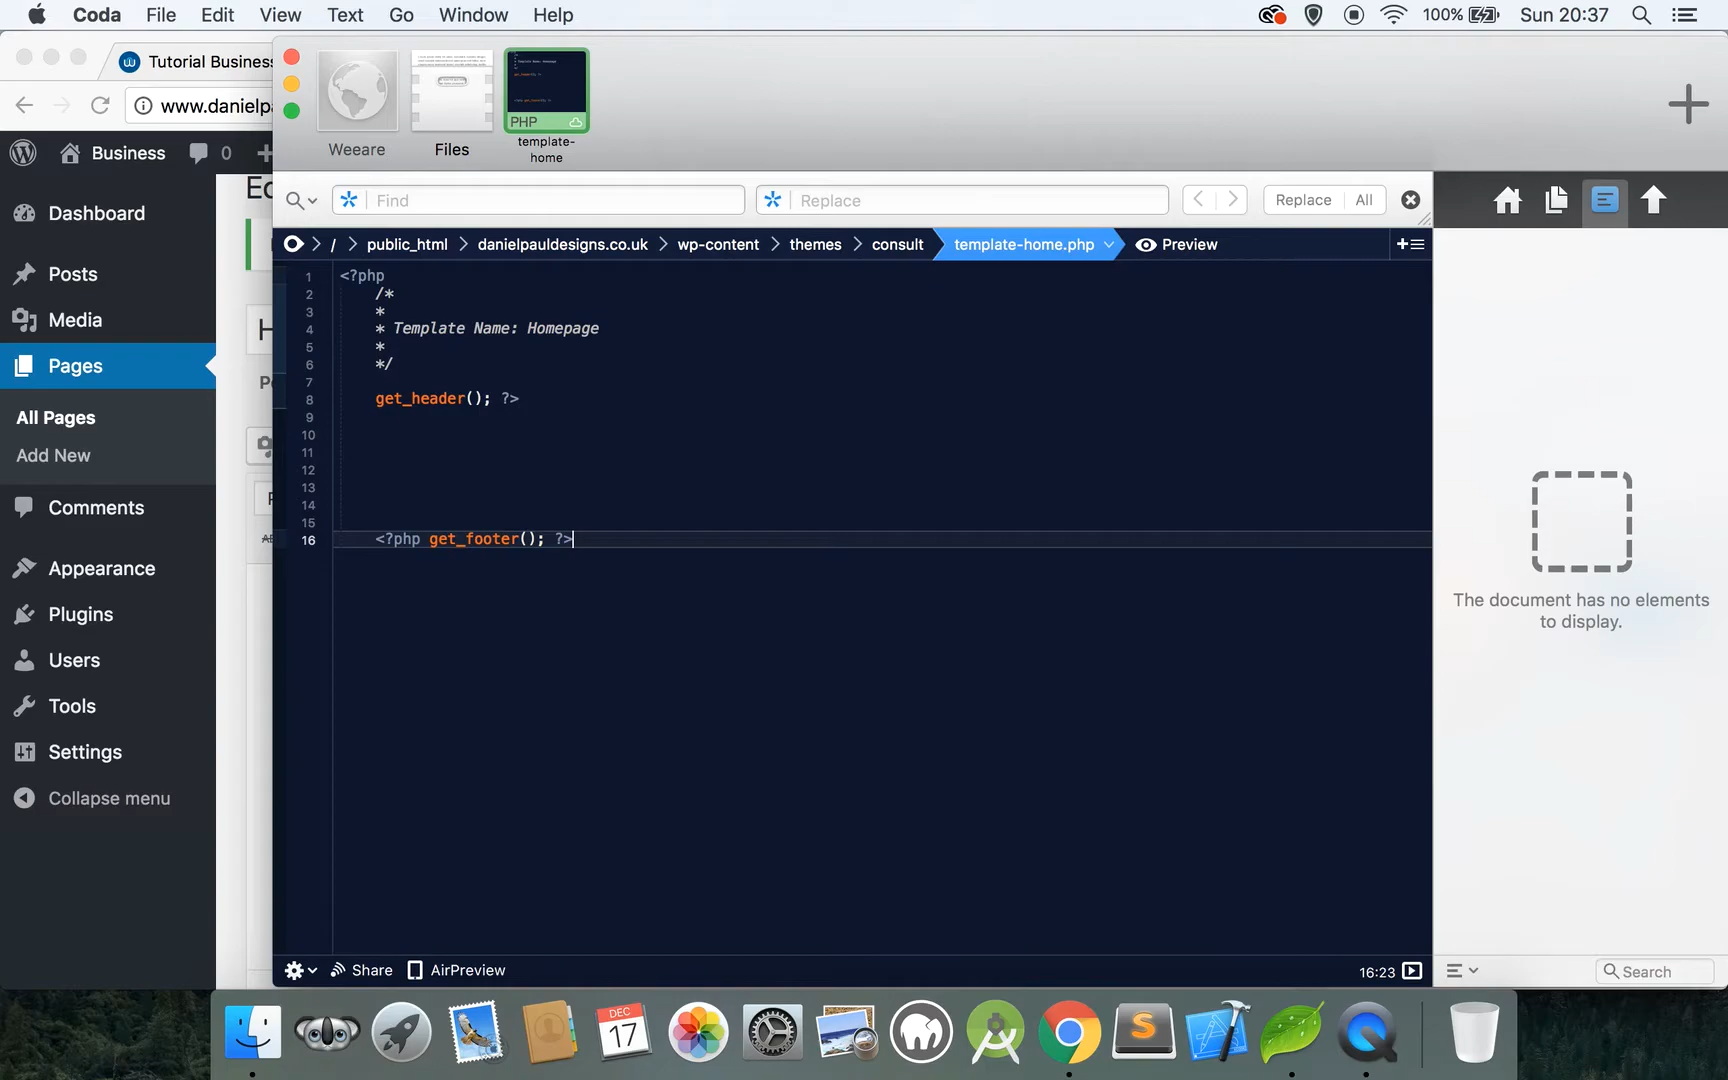 Coda File Edit View Text Go Window Help 100% Sun 20:37
Tutorial Business
www.danielpa
Business 0
Dashboard
Posts
Media
Pages
All Pages
Add New
Comments
Appearance
Plugins
Users
Tools
Settings
Collapse menu
PHP
Weeare Files template-
home
Find Replace Replace All
/ public_html danielpauldesigns.co.uk wp-content themes consult template-home.php Preview
1 <?php
2 /*
3 *
4 * Template Name: Homepage
5 *
6 */
7
8 get_header(); ?>
9
10
11
12
13
14
15
16 <?php get_footer(); ?>
The document has no elements
to display.
Share AirPreview 16:23 Search
DEC
17
S